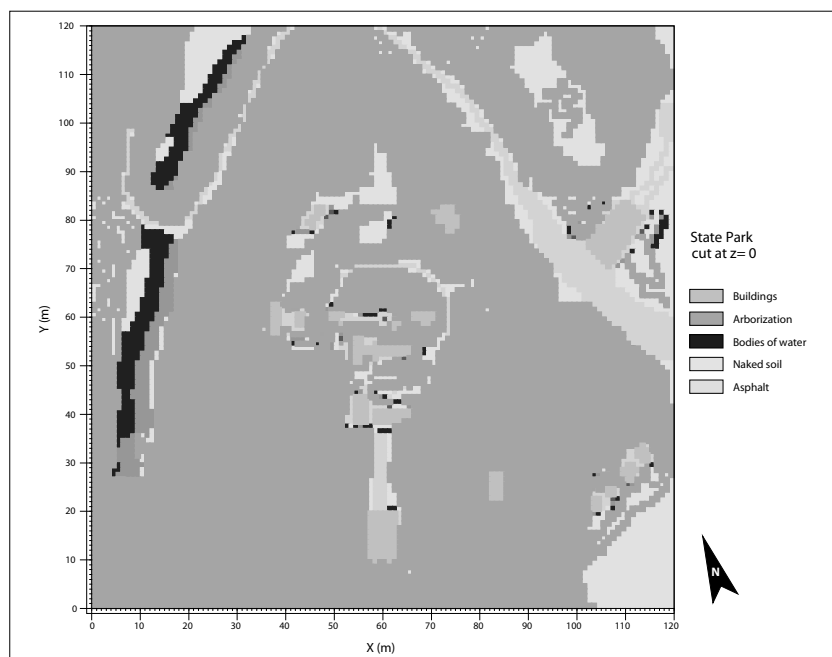 120
110
100
90
80
70
60
50
40
30
20
10
0
Y (m)
0 10 20 30 40 50 60 70 80 90 100 110 120
X (m)
State Park
cut at z= 0
Buildings
Arborization
Bodies of water
Naked soil
Asphalt
N